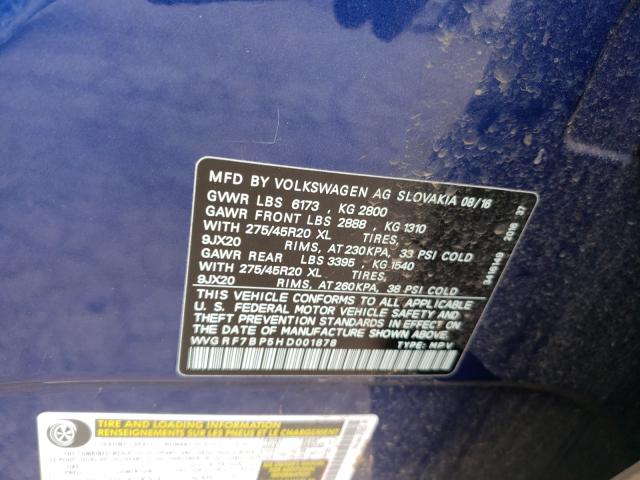 MFD BY VOLKSWAGEN AG SLOVAKIA 08/16
GVWR LBS 6173 , KG 2800
GAWR FRONT LBS 2888 , KG 1310
WITH 275/45R20 XL TIRES,
9JX20 RIMS, AT 230KPA, 33 PSI COLD
GAWR REAR LBS 3395 , KG 1540
WITH 275/45R20 XL TIRES,
9JX20 RIMS, AT 260KPA, 38 PSI COLD
THIS VEHICLE CONFORMS TO ALL APPLICABLE
U. S. FEDERAL MOTOR VEHICLE SAFETY AND
THEFT PREVENTION STANDARDS IN EFFECT ON
THE DATE OF MANUFACTURE SHOWN ABOVE
WVGRF7BP5HD001878 TYPE: MPV
3416149 2016 37
TIRE AND LOADING INFORMATION
RENSEIGNEMENTS SUR LES PNEUS ET LE CHARGEMENT